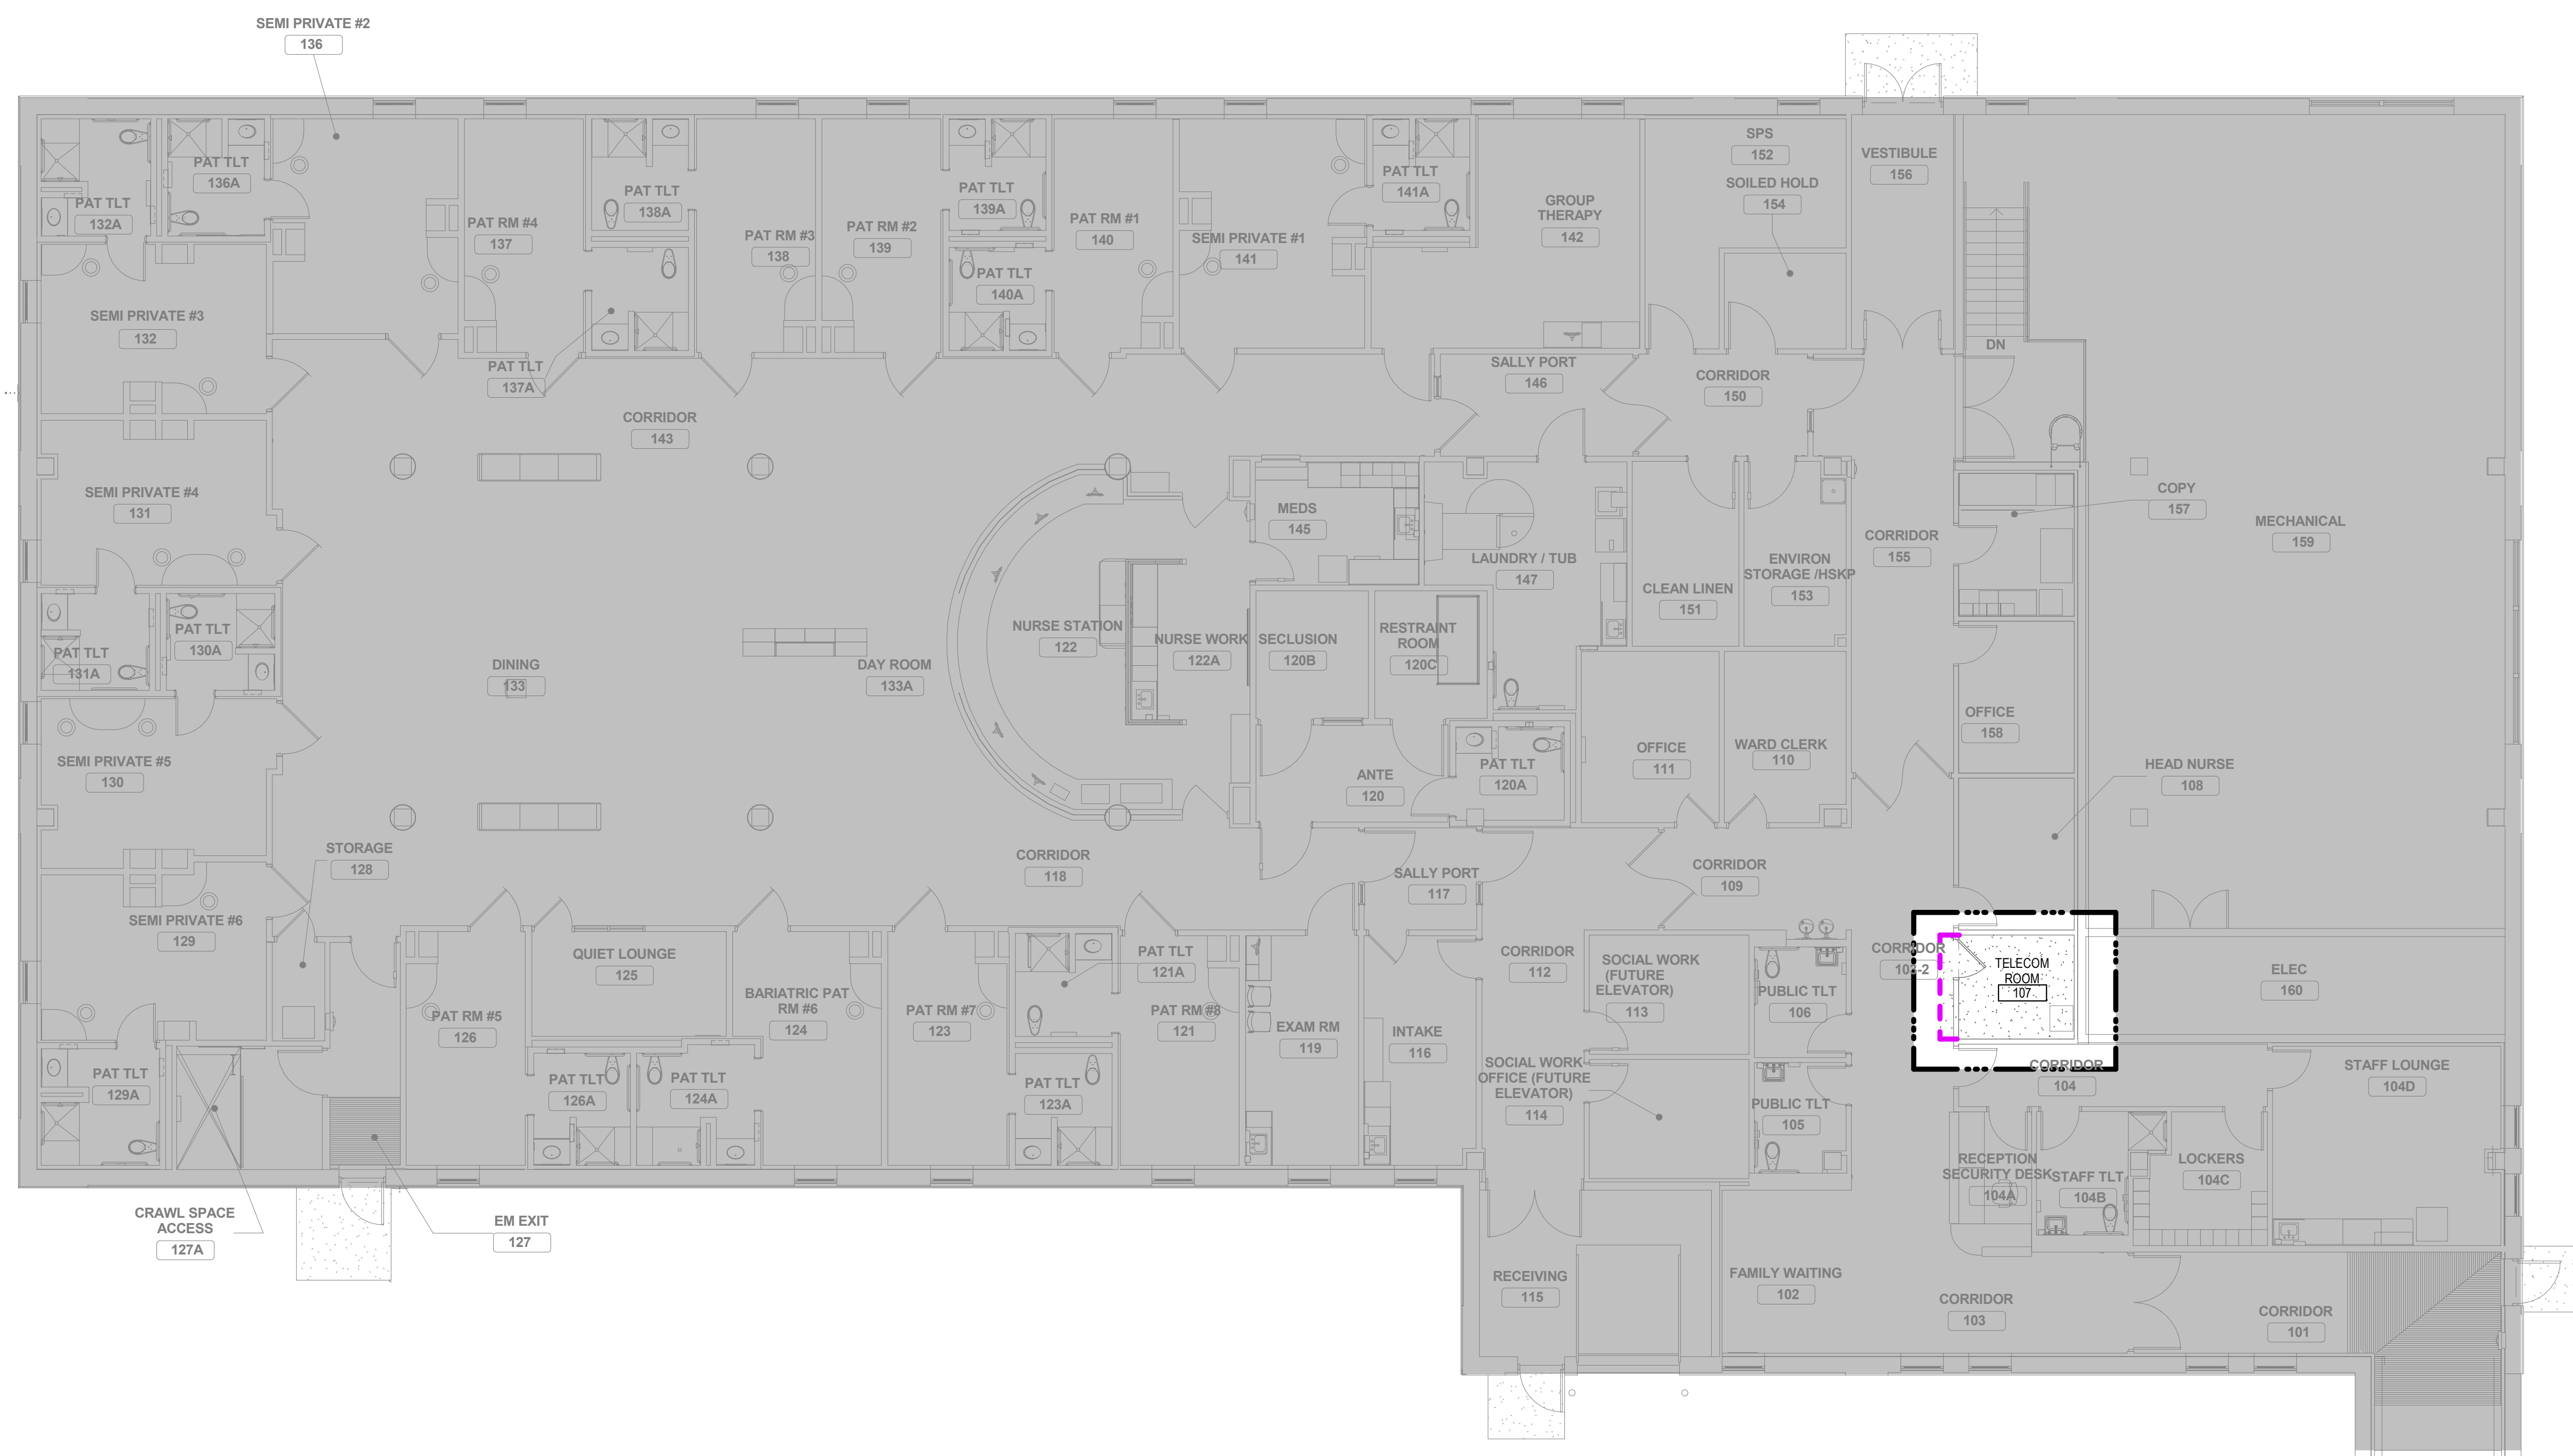 SEMI PRIVATE #2
136
PAT TLT
132A
PAT TLT
136A
PAT RM #4
137
PAT TLT
138A
PAT RM #3
138
PAT RM #2
139
PAT TLT
139A
PAT TLT
140A
PAT RM #1
140
SEMI PRIVATE #1
141
PAT TLT
141A
GROUP
THERAPY
142
SPS
152
SOILED HOLD
154
VESTIBULE
156
SEMI PRIVATE #3
132
PAT TLT
137A
CORRIDOR
143
SALLY PORT
146
CORRIDOR
150
DN
SEMI PRIVATE #4
131
MEDS
145
LAUNDRY / TUB
147
CLEAN LINEN
151
ENVIRON
STORAGE /HSKP
153
CORRIDOR
155
COPY
157
MECHANICAL
159
PAT TLT
131A
PAT TLT
130A
DINING
133
DAY ROOM
133A
NURSE STATION
122
NURSE WORK
122A
SECLUSION
120B
RESTRAINT
ROOM
120C
OFFICE
158
SEMI PRIVATE #5
130
ANTE
120
PAT TLT
120A
OFFICE
111
WARD CLERK
110
HEAD NURSE
108
STORAGE
128
CORRIDOR
118
SALLY PORT
117
CORRIDOR
109
SEMI PRIVATE #6
129
QUIET LOUNGE
125
PAT RM #5
126
BARIATRIC PAT
RM #6
124
PAT RM #7
123
PAT TLT
121A
PAT RM #8
121
EXAM RM
119
INTAKE
116
CORRIDOR
112
SOCIAL WORK
(FUTURE
ELEVATOR)
113
PUBLIC TLT
106
CORRIDOR
103-2
TELECOM
ROOM
107
ELEC
160
PAT TLT
129A
PAT TLT
126A
PAT TLT
124A
PAT TLT
123A
SOCIAL WORK
OFFICE (FUTURE
ELEVATOR)
114
PUBLIC TLT
105
CORRIDOR
104
STAFF LOUNGE
104D
RECEPTION
SECURITY DESK
104A
STAFF TLT
104B
LOCKERS
104C
CRAWL SPACE
ACCESS
127A
EM EXIT
127
RECEIVING
115
FAMILY WAITING
102
CORRIDOR
103
CORRIDOR
101